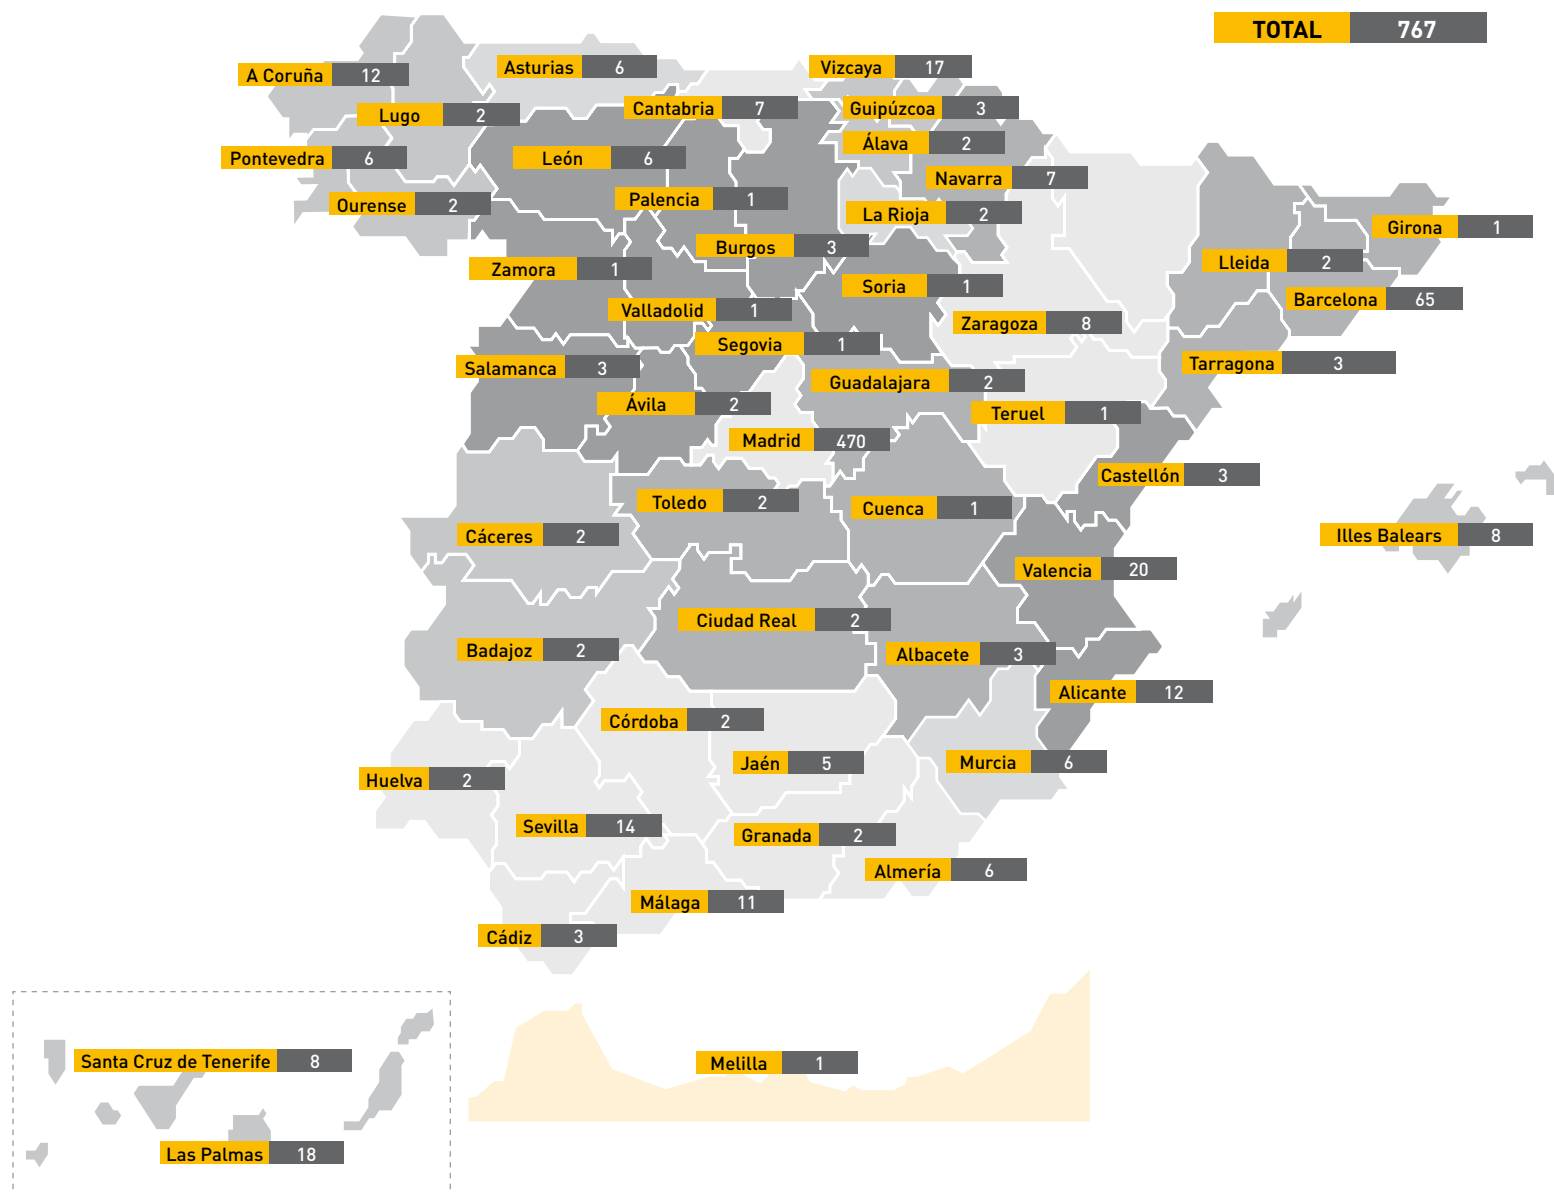 TOTAL 767
A Coruña 12
Asturias 6
Vizcaya 17
Lugo 2
Cantabria 7
Guipúzcoa 3
Pontevedra 6
León 6
Álava 2
Navarra 7
Ourense 2
Palencia 1
La Rioja 2
Girona 1
Burgos 3
Zamora 1
Lleida 2
Soria 1
Barcelona 65
Valladolid 1
Zaragoza 8
Segovia 1
Salamanca 3
Tarragona 3
Guadalajara 2
Ávila 2
Teruel 1
Madrid 470
Castellón 3
Toledo 2
Cuenca 1
Cáceres 2
Illes Balears 8
Valencia 20
Ciudad Real 2
Badajoz 2
Albacete 3
Alicante 12
Córdoba 2
Jaén 5
Murcia 6
Huelva 2
Sevilla 14
Granada 2
Almería 6
Málaga 11
Cádiz 3
Santa Cruz de Tenerife 8
Melilla 1
Las Palmas 18